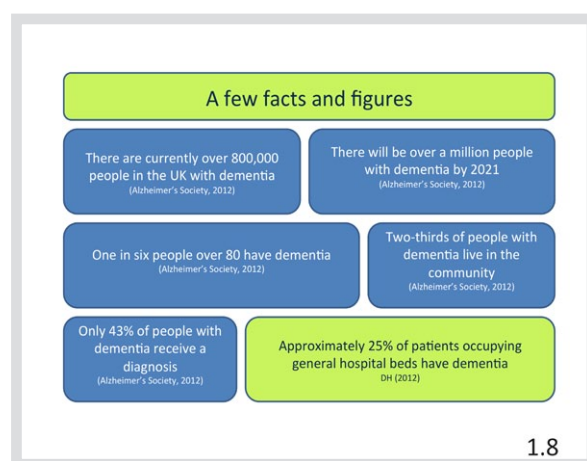 A few facts and figures
There are currently over 800,000
people in the UK with dementia
(Alzheimer's Society, 2012)
There will be over a million people
with dementia by 2021
(Alzheimer's Society, 2012)
One in six people over 80 have dementia
(Alzheimer's Society, 2012)
Two-thirds of people with
dementia live in the
community
(Alzheimer's Society, 2012)
Only 43% of people with
dementia receive a
diagnosis
(Alzheimer's Society, 2012)
Approximately 25% of patients occupying
general hospital beds have dementia
DH (2012)
1.8